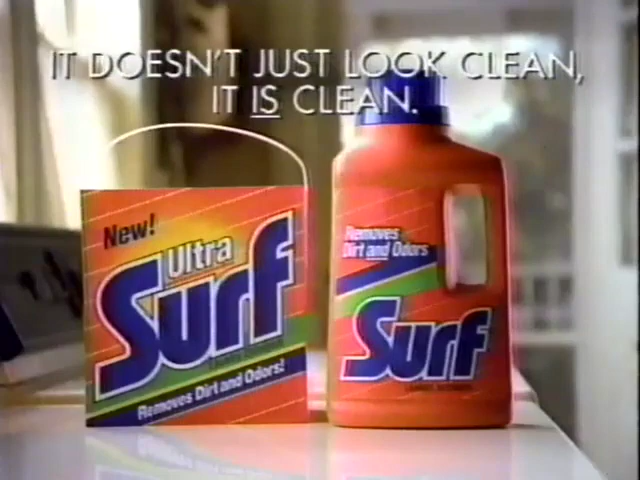 IT DOESN'T JUST LOOK CLEAN,
IT IS CLEAN.
New!
Ultra
Surf
Removes Dirt and Odors!
Removes
Dirt and Odors
Surf